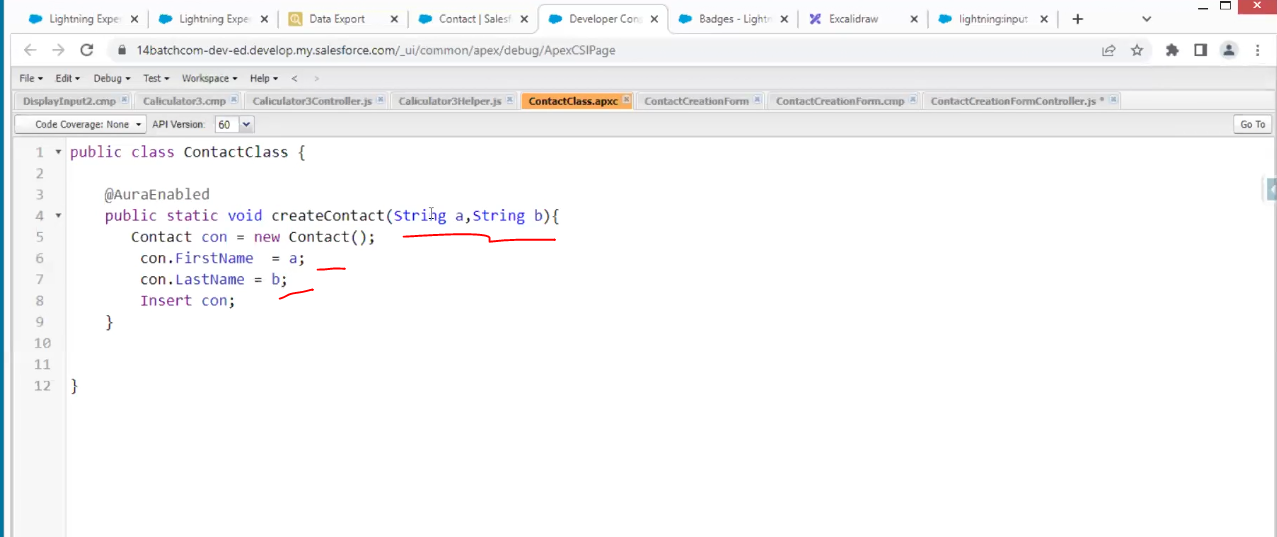 Lightning Exper Lightning Exper Data Export Contact | Salesf Developer Con Badges - Lightn Excalidraw lightning:input
14batchcom-dev-ed.develop.my.salesforce.com/_ui/common/apex/debug/ApexCSIPage
File Edit Debug Test Workspace Help < >
DisplayInput2.cmp Caliculator3.cmp Caliculator3Controller.js Caliculator3Helper.js ContactClass.apxc ContactCreationForm ContactCreationForm.cmp ContactCreationFormController.js *
Code Coverage: None API Version: 60 Go To
1 public class ContactClass {
2
3 @AuraEnabled
4 public static void createContact(String a,String b){
5 Contact con = new Contact();
6 con.FirstName = a;
7 con.LastName = b;
8 Insert con;
9 }
10
11
12 }